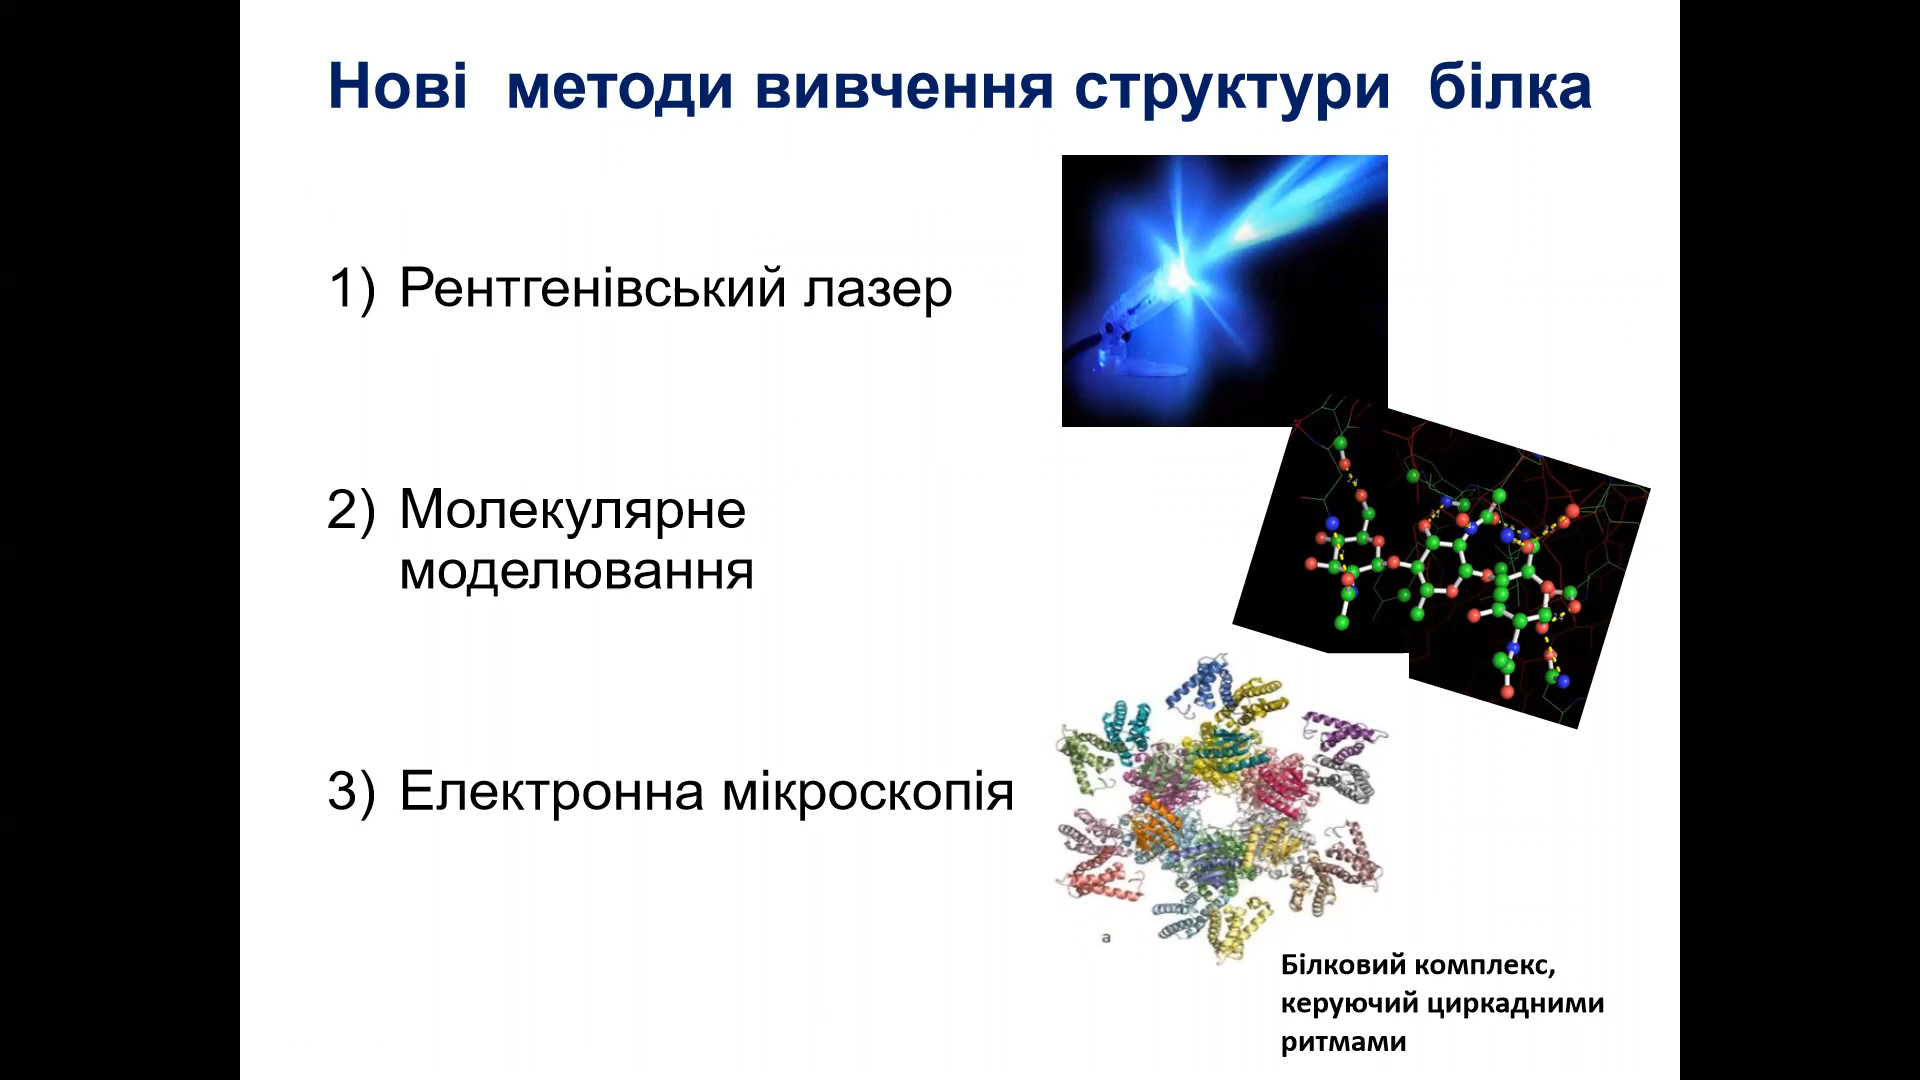 Нові методи вивчення структури білка
1) Рентгенівський лазер
2) Молекулярне
моделювання
3) Електронна мікроскопія
а
Білковий комплекс,
керуючий циркадними
ритмами